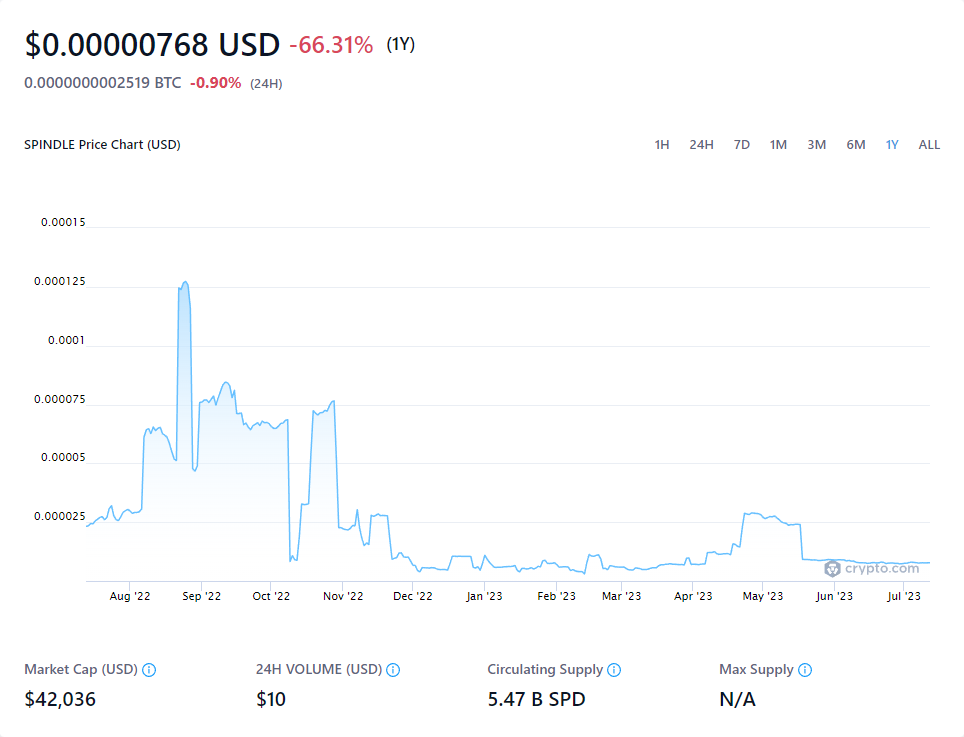 $0.00000768 USD -66.31% (1Y)
0.0000000002519 BTC -0.90% (24H)
SPINDLE Price Chart (USD) 1H 24H 7D 1M 3M 6M 1Y ALL
0.00015
0.000125
0.0001
0.000075
0.00005
0.000025
crypto.com
Aug '22 Sep '22 Oct '22 Nov '22 Dec '22 Jan '23 Feb '23 Mar '23 Apr '23 May '23 Jun '23 Jul '23
Market Cap (USD) 24H VOLUME (USD) Circulating Supply Max Supply
$42,036 $10 5.47 B SPD N/A